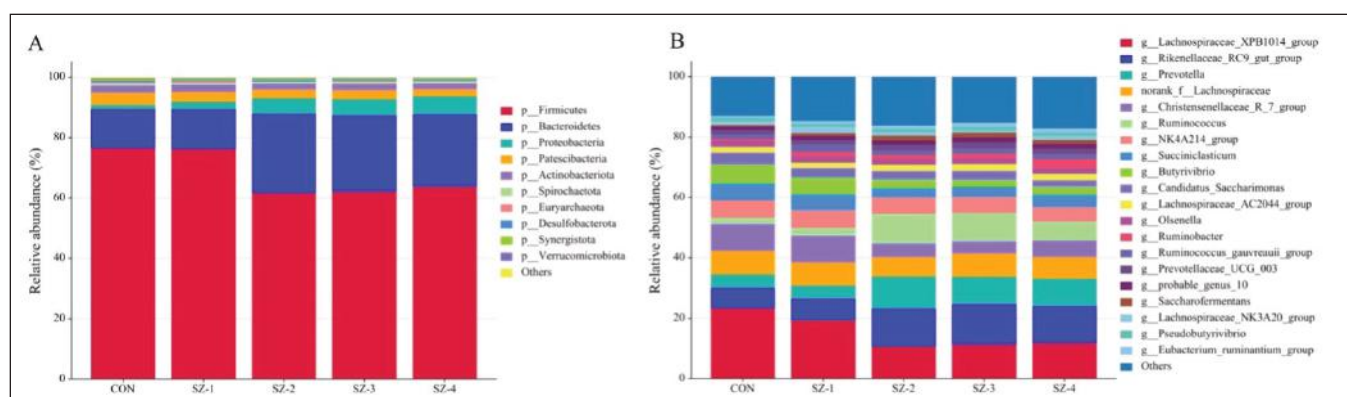 A
Relative abundance (%)
100
80
60
40
20
0
CON SZ-1 SZ-2 SZ-3 SZ-4
p__Firmicutes
p__Bacteroidetes
p__Proteobacteria
p__Patescibacteria
p__Actinobacteriota
p__Spirochaetota
p__Euryarchaeota
p__Desulfobacterota
p__Synergistota
p__Verrucomicrobiota
Others
B
Relative abundance (%)
100
80
60
40
20
0
CON SZ-1 SZ-2 SZ-3 SZ-4
g__Lachnospiraceae_XPB1014_group
g__Rikenellaceae_RC9_gut_group
g__Prevotella
norank_f__Lachnospiraceae
g__Christensenellaceae_R_7_group
g__Ruminococcus
g__NK4A214_group
g__Succiniclasticum
g__Butyrivibrio
g__Candidatus_Saccharimonas
g__Lachnospiraceae_AC2044_group
g__Olsenella
g__Ruminobacter
g__Ruminococcus_gauvreauii_group
g__Prevotellaceae_UCG_003
g__probable_genus_10
g__Saccharofermentans
g__Lachnospiraceae_NK3A20_group
g__Pseudobutyrivibrio
g__Eubacterium_ruminantium_group
Others